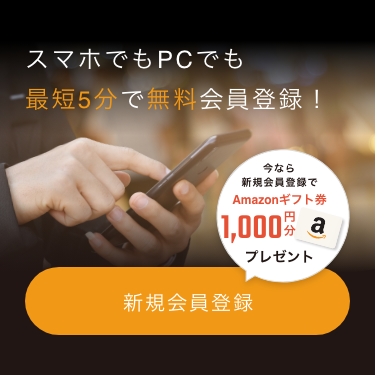 スマホでもPCでも
最短5分で無料会員登録！
今なら
新規会員登録で
Amazonギフト券
1,000円分
a
プレゼント
新規会員登録